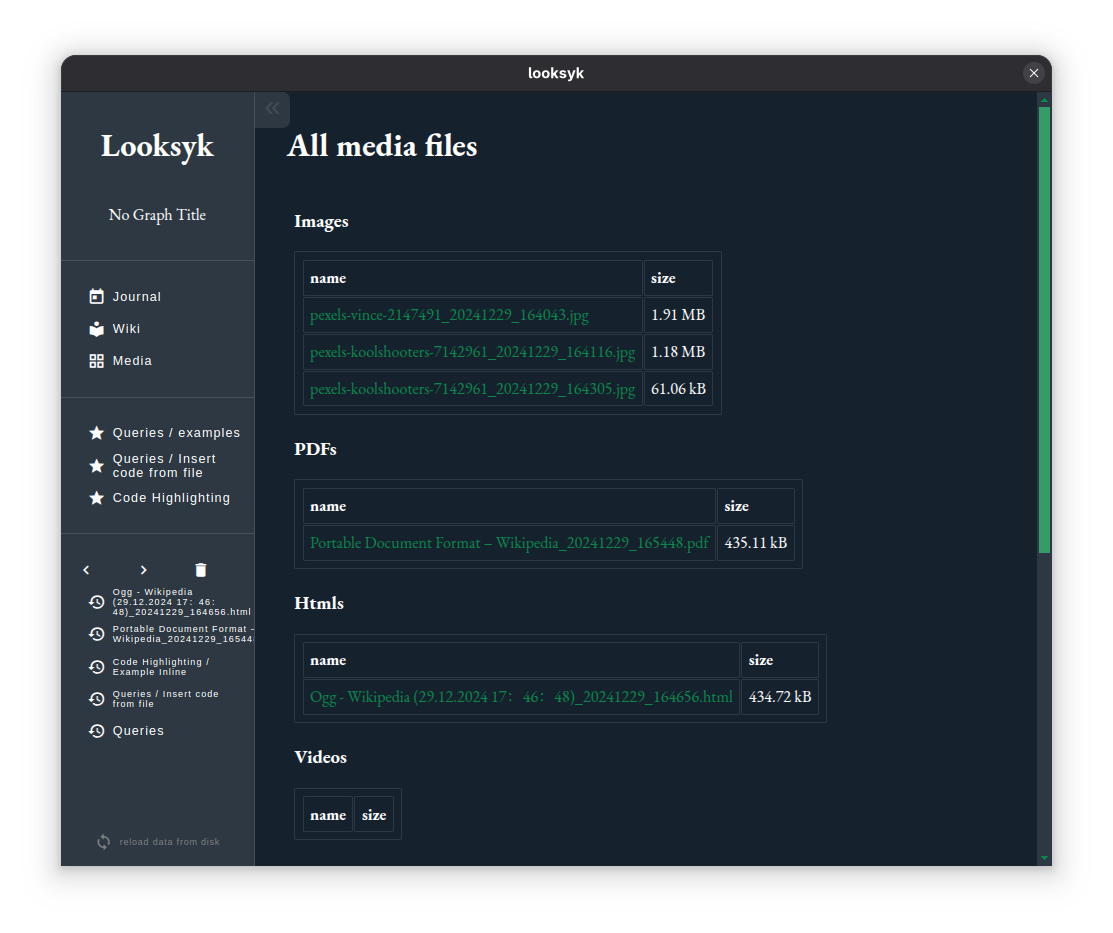 looksyk
Looksyk
No Graph Title
Journal
Wiki
Media
Queries / examples
Queries / Insert
code from file
Code Highlighting
Ogg - Wikipedia
(29.12.2024 17: 46:
48)_20241229_164656.html
Portable Document Format –
Wikipedia_20241229_16544
Code Highlighting /
Example Inline
Queries / Insert code
from file
Queries
reload data from disk
All media files
Images
name size
pexels-vince-2147491_20241229_164043.jpg 1.91 MB
pexels-koolshooters-7142961_20241229_164116.jpg 1.18 MB
pexels-koolshooters-7142961_20241229_164305.jpg 61.06 kB
PDFs
name size
Portable Document Format – Wikipedia_20241229_165448.pdf 435.11 kB
Htmls
name size
Ogg - Wikipedia (29.12.2024 17: 46: 48)_20241229_164656.html 434.72 kB
Videos
name size